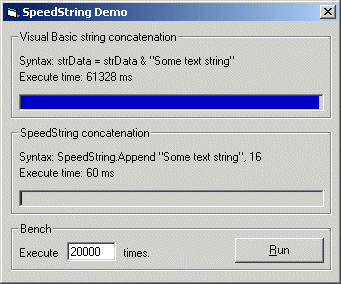 SpeedString Demo
Visual Basic string concatenation
Syntax: strData = strData & "Some text string"
Execute time: 61328 ms
SpeedString concatenation
Syntax: SpeedString.Append "Some text string", 16
Execute time: 60 ms
Bench
Execute 20000 times.
Run